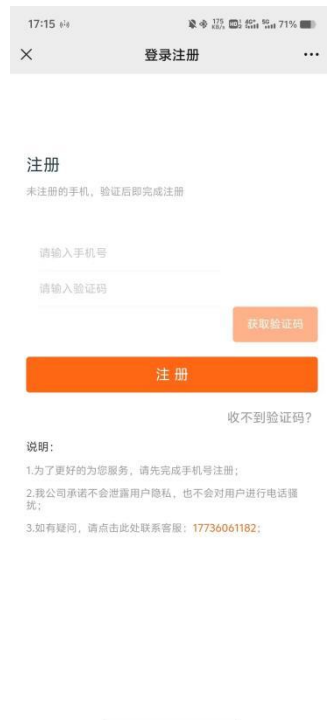 17:15
175 KB/s HD 4G+ 5G 71%
登录注册
注册
未注册的手机，验证后即完成注册
请输入手机号
请输入验证码
获取验证码
注 册
收不到验证码?
说明：
1.为了更好的为您服务，请先完成手机号注册；
2.我公司承诺不会泄露用户隐私，也不会对用户进行电话骚
扰；
3.如有疑问，请点击此处联系客服：17736061182；